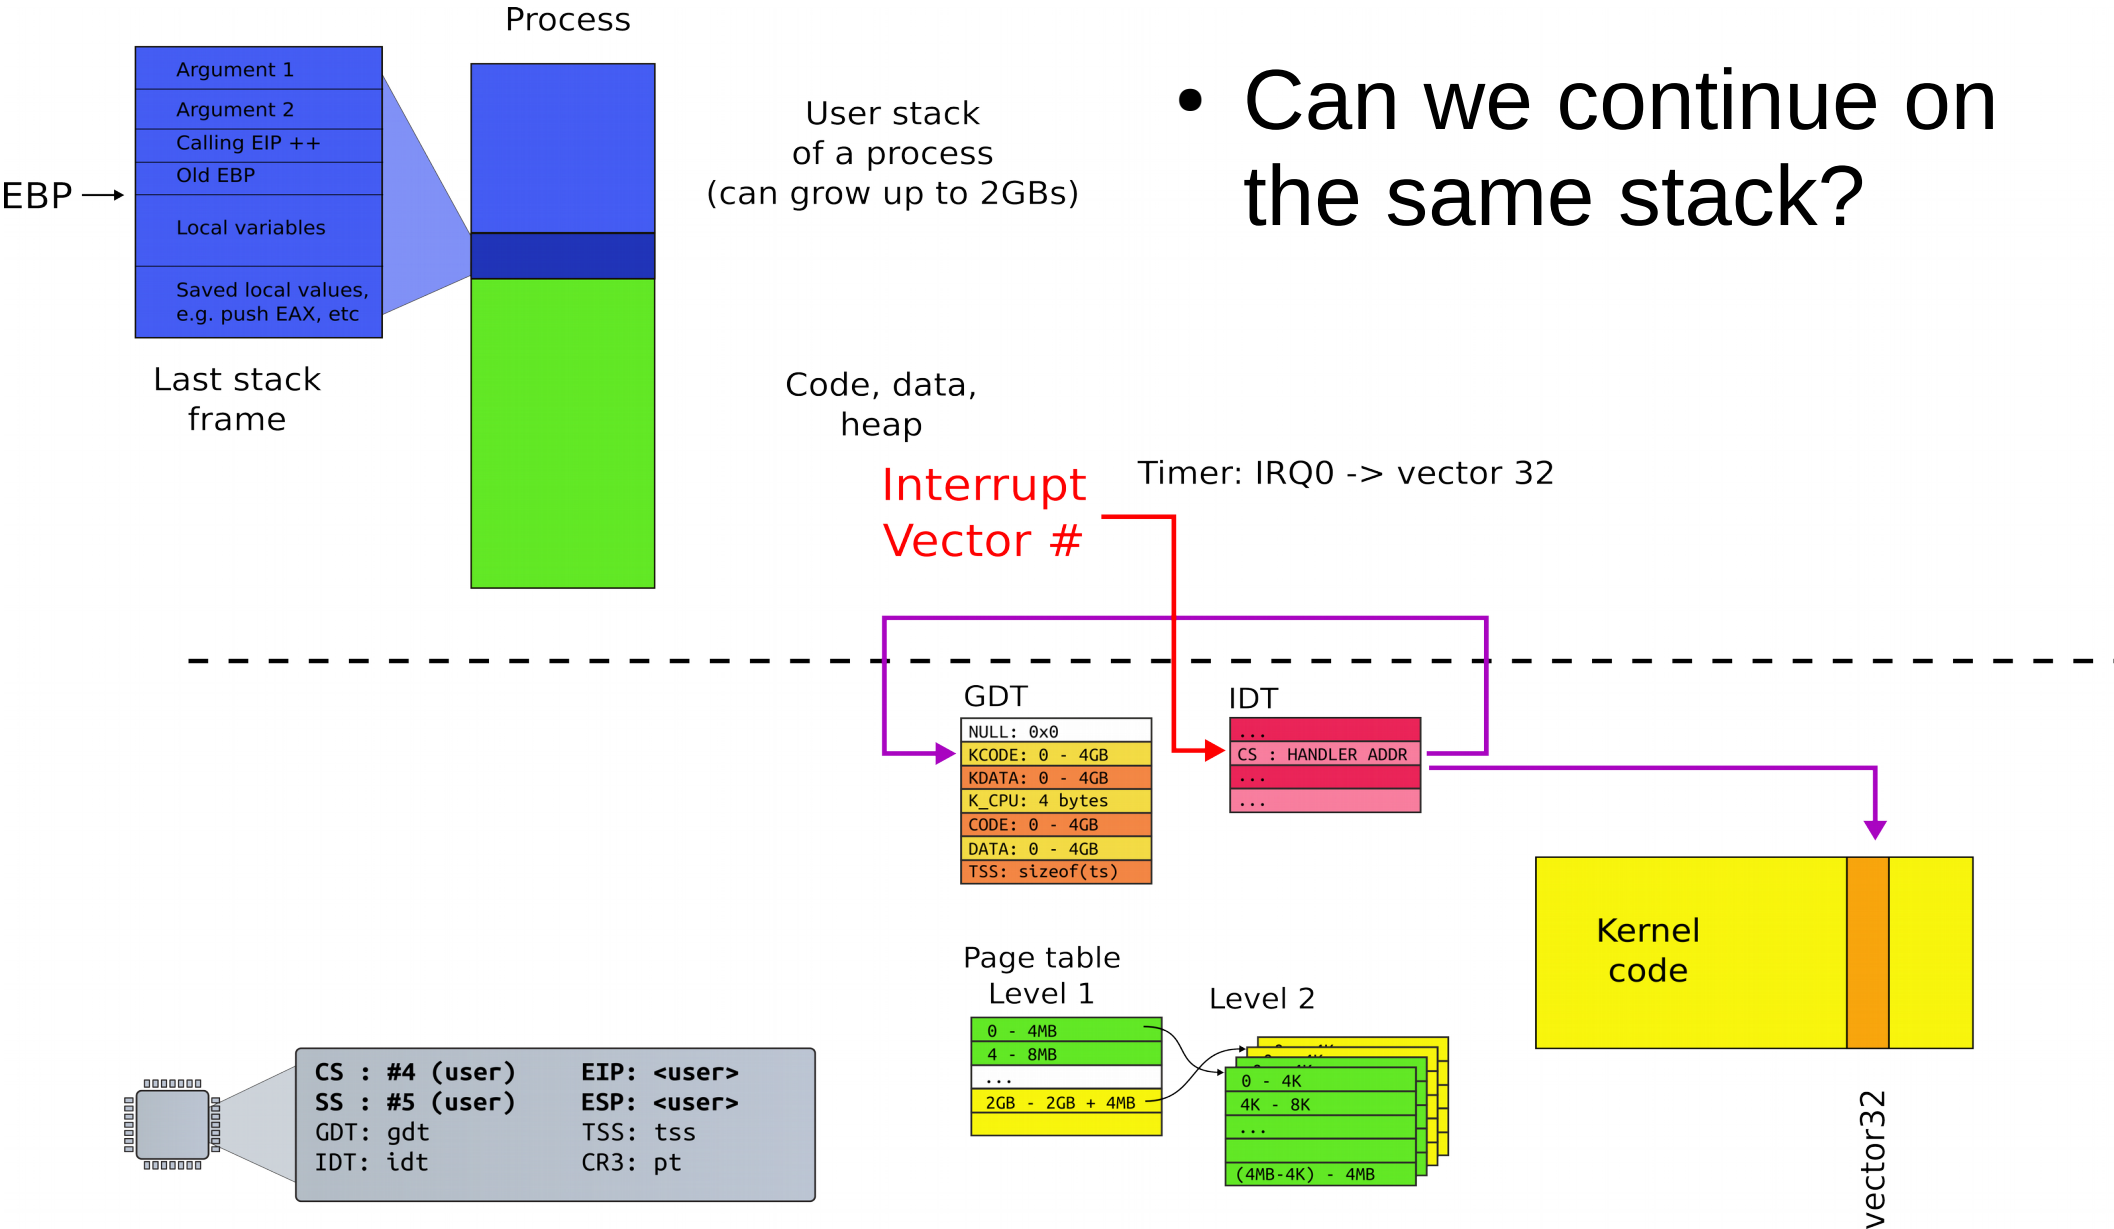 Process
Argument 1
Argument 2
Calling EIP ++
Old EBP
EBP
Local variables
Saved local values,
e.g. push EAX, etc
Last stack
frame
User stack
of a process
(can grow up to 2GBs)
• Can we continue on
the same stack?
Code, data,
heap
Interrupt
Vector #
Timer: IRQ0 -> vector 32
GDT
NULL: 0x0
KCODE: 0 - 4GB
KDATA: 0 - 4GB
K_CPU: 4 bytes
CODE: 0 - 4GB
DATA: 0 - 4GB
TSS: sizeof(ts)
IDT
...
CS : HANDLER ADDR
...
...
Kernel
code
vector32
Page table
Level 1
0 - 4MB
4 - 8MB
...
2GB - 2GB + 4MB
Level 2
0 - 4K
4K - 8K
...
(4MB-4K) - 4MB
CS : #4 (user) EIP: <user>
SS : #5 (user) ESP: <user>
GDT: gdt TSS: tss
IDT: idt CR3: pt